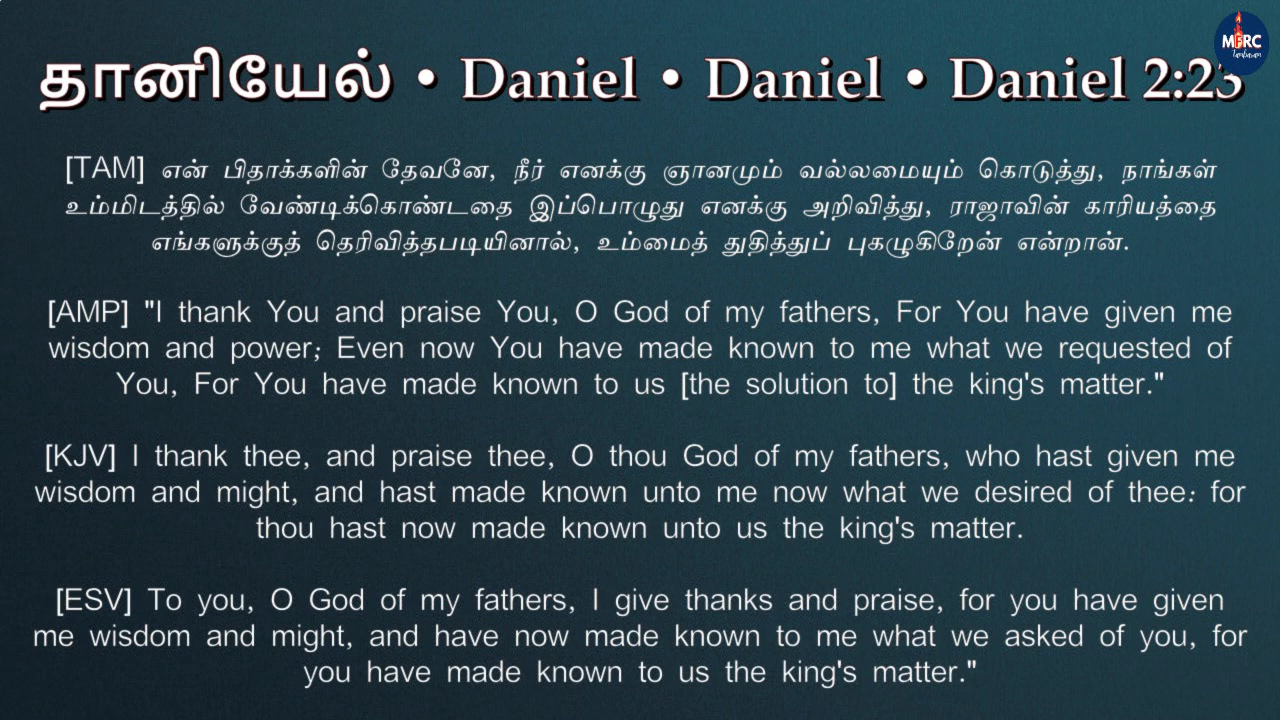 MFRC
தானியேல் • Daniel • Daniel • Daniel 2:23
[TAM] என் பிதாக்களின் தேவனே, நீர் எனக்கு ஞானமும் வல்லமையும் கொடுத்து, நாங்கள்
உம்மிடத்தில் வேண்டிக்கொண்டதை இப்பொழுது எனக்கு அறிவித்து, ராஜாவின் காரியத்தை
எங்களுக்குத் தெரிவித்தபடியினால், உம்மைத் துதித்துப் புகழுகிறேன் என்றான்.
[AMP] "I thank You and praise You, O God of my fathers, For You have given me
wisdom and power; Even now You have made known to me what we requested of
You, For You have made known to us [the solution to] the king's matter."
[KJV] I thank thee, and praise thee, O thou God of my fathers, who hast given me
wisdom and might, and hast made known unto me now what we desired of thee: for
thou hast now made known unto us the king's matter.
[ESV] To you, O God of my fathers, I give thanks and praise, for you have given
me wisdom and might, and have now made known to me what we asked of you, for
you have made known to us the king's matter."